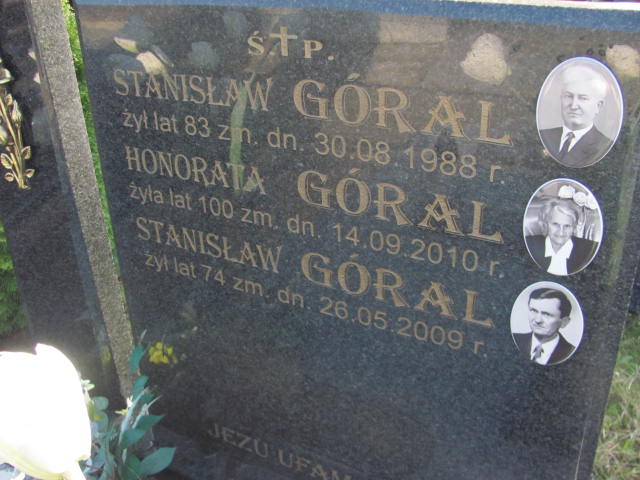 Ś†P.
STANISŁAW GÓRAL
żył lat 83 zm. dn. 30.08.1988 r.
HONORATA GÓRAL
żyła lat 100 zm. dn. 14.09.2010 r.
STANISŁAW GÓRAL
żył lat 74 zm. dn. 26.05.2009 r.
JEZU UFAM